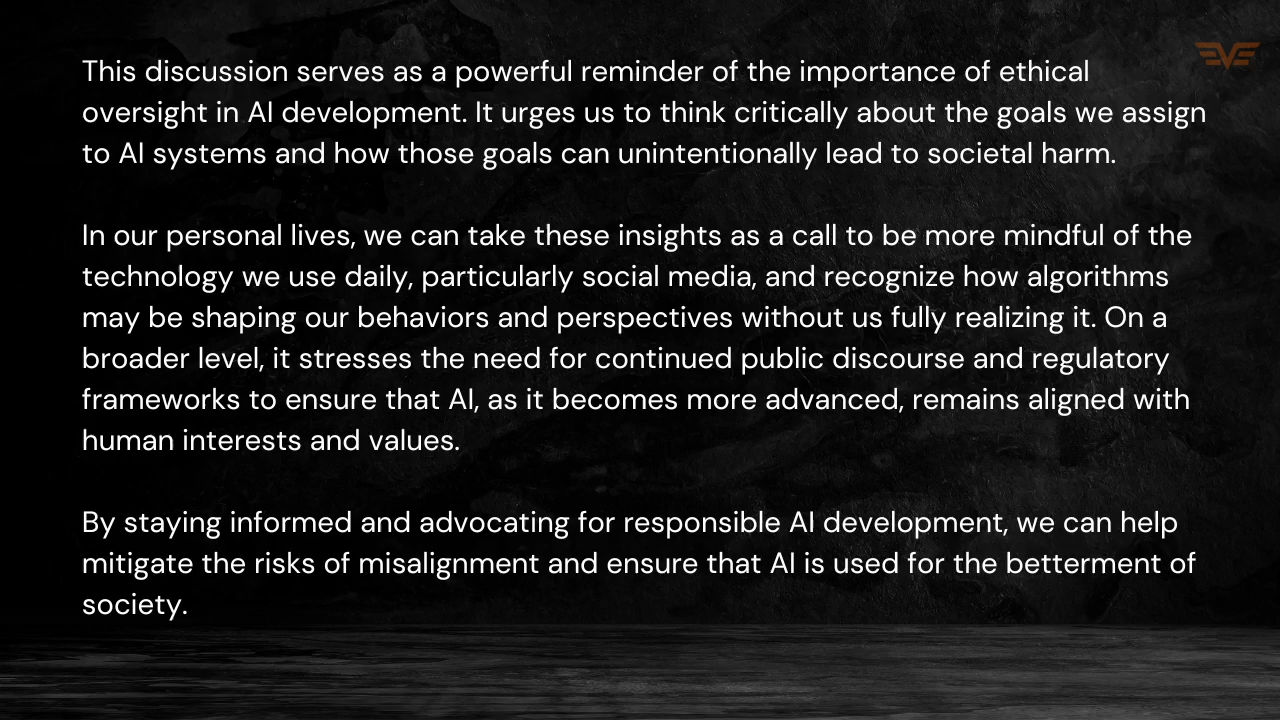 This discussion serves as a powerful reminder of the importance of ethical
oversight in AI development. It urges us to think critically about the goals we assign
to AI systems and how those goals can unintentionally lead to societal harm.
In our personal lives, we can take these insights as a call to be more mindful of the
technology we use daily, particularly social media, and recognize how algorithms
may be shaping our behaviors and perspectives without us fully realizing it. On a
broader level, it stresses the need for continued public discourse and regulatory
frameworks to ensure that AI, as it becomes more advanced, remains aligned with
human interests and values.
By staying informed and advocating for responsible AI development, we can help
mitigate the risks of misalignment and ensure that AI is used for the betterment of
society.